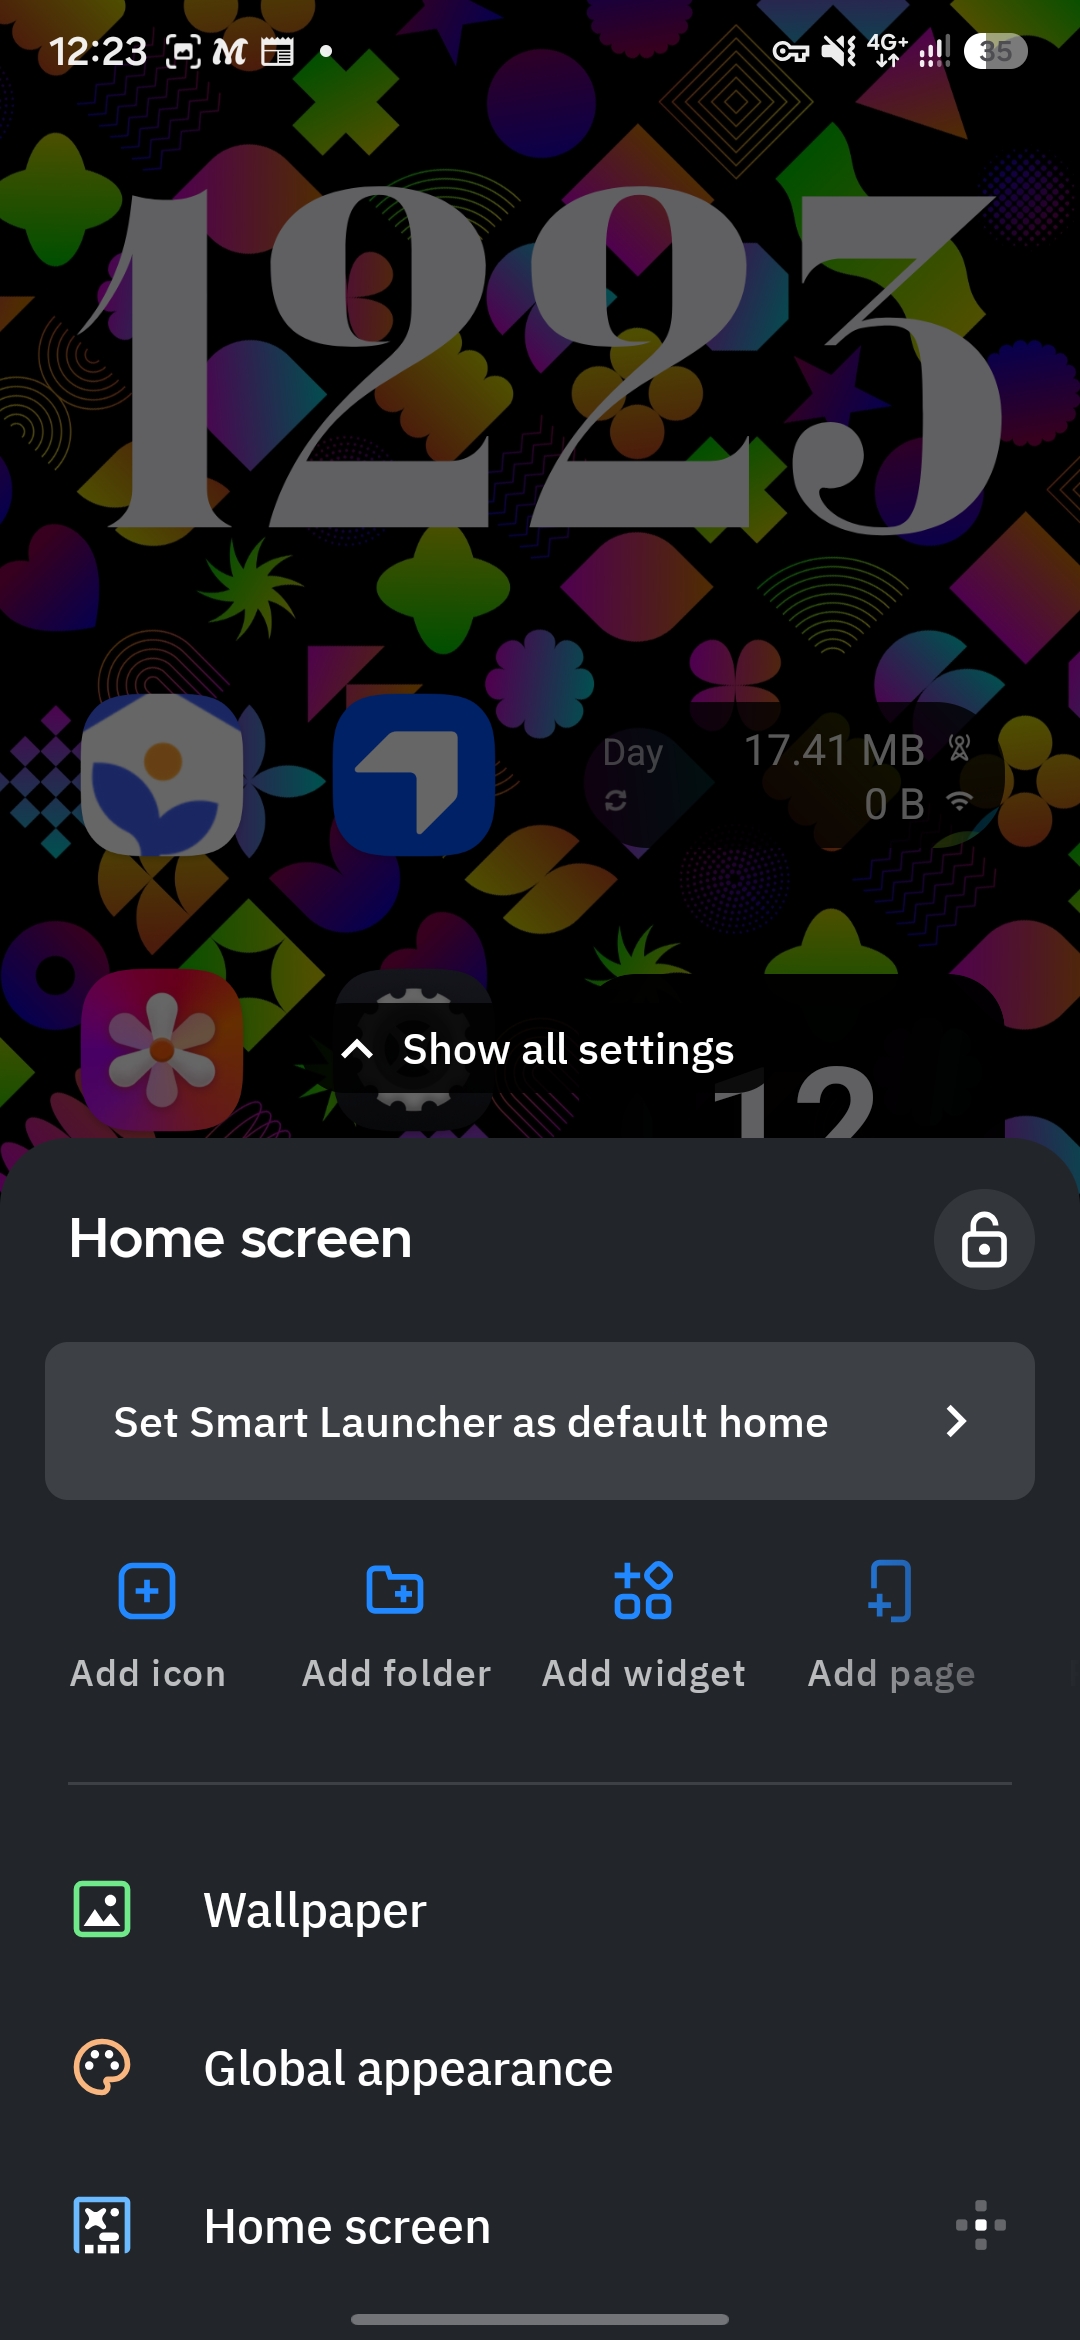 12:23
4G+
35
1223
Day 17.41 MB
0 B
Show all settings
12
Home screen
Set Smart Launcher as default home
Add icon Add folder Add widget Add page
Wallpaper
Global appearance
Home screen